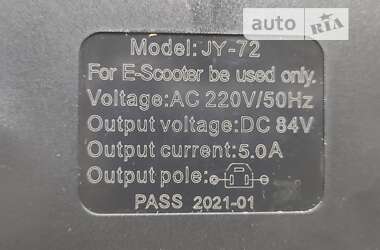 auto RIA
Model:JY-72
For E-Scooter be used only.
Voltage:AC 220V/50Hz
Output voltage:DC 84V
Output current:5.0A
Output pole:
PASS 2021-01